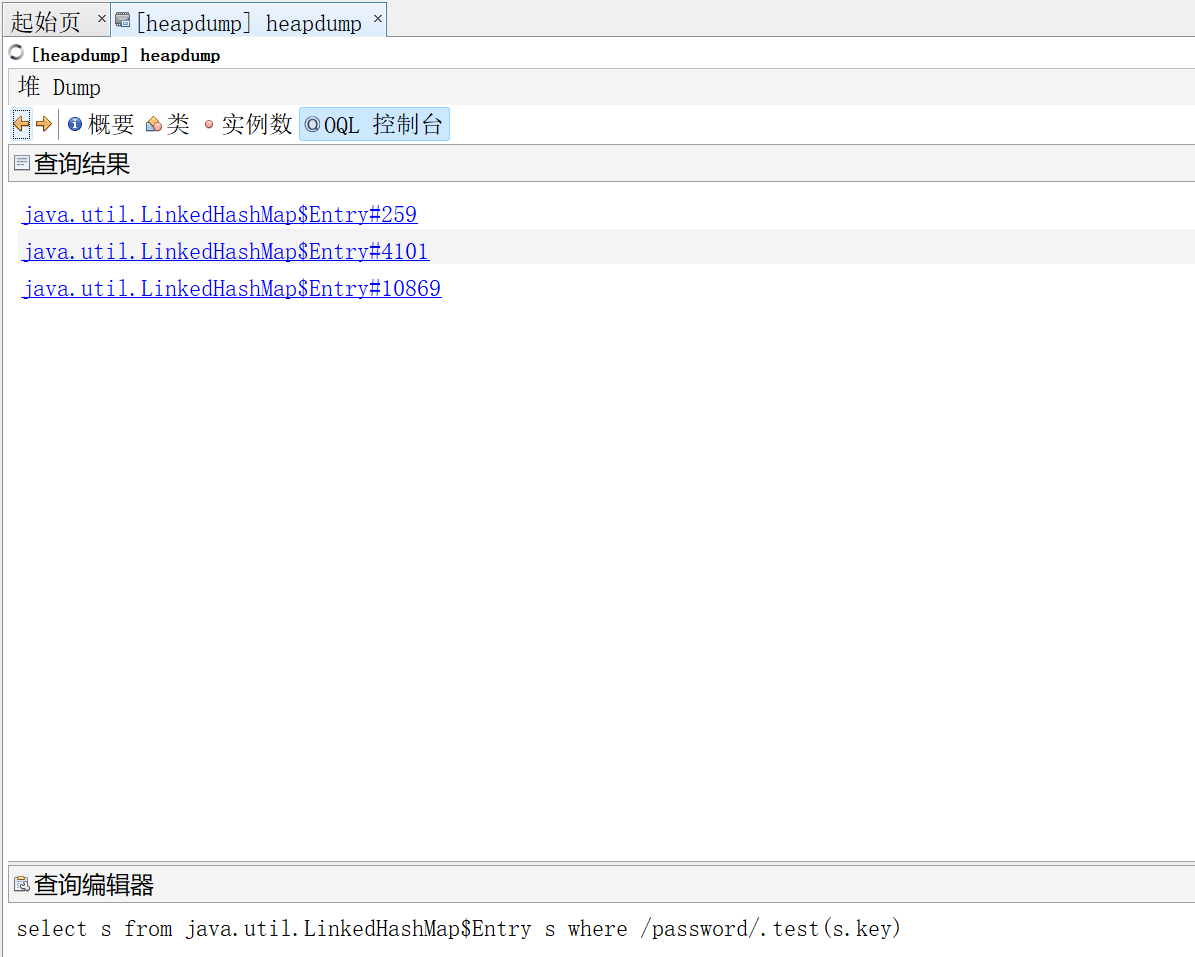 起始页 × [heapdump] heapdump ×
[heapdump] heapdump
堆 Dump
概要 类 实例数 OQL 控制台
查询结果
java.util.LinkedHashMap$Entry#259
java.util.LinkedHashMap$Entry#4101
java.util.LinkedHashMap$Entry#10869
查询编辑器
select s from java.util.LinkedHashMap$Entry s where /password/.test(s.key)